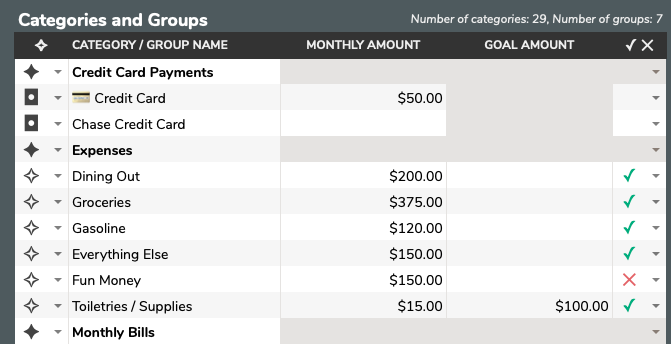 Categories and Groups Number of categories: 29, Number of groups: 7
CATEGORY / GROUP NAME MONTHLY AMOUNT GOAL AMOUNT ✓ ✕
Credit Card Payments
Credit Card $50.00
Chase Credit Card
Expenses
Dining Out $200.00 ✓
Groceries $375.00 ✓
Gasoline $120.00 ✓
Everything Else $150.00 ✓
Fun Money $150.00 ✕
Toiletries / Supplies $15.00 $100.00 ✓
Monthly Bills